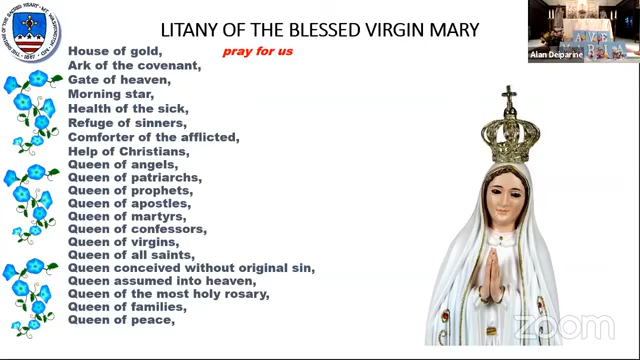 LITANY OF THE BLESSED VIRGIN MARY
House of gold, pray for us
Ark of the covenant,
Gate of heaven,
Morning star,
Health of the sick,
Refuge of sinners,
Comforter of the afflicted,
Help of Christians,
Queen of angels,
Queen of patriarchs,
Queen of prophets,
Queen of apostles,
Queen of martyrs,
Queen of confessors,
Queen of virgins,
Queen of all saints,
Queen conceived without original sin,
Queen assumed into heaven,
Queen of the most holy rosary,
Queen of families,
Queen of peace,
AVE
Alan Deiparine
zoom